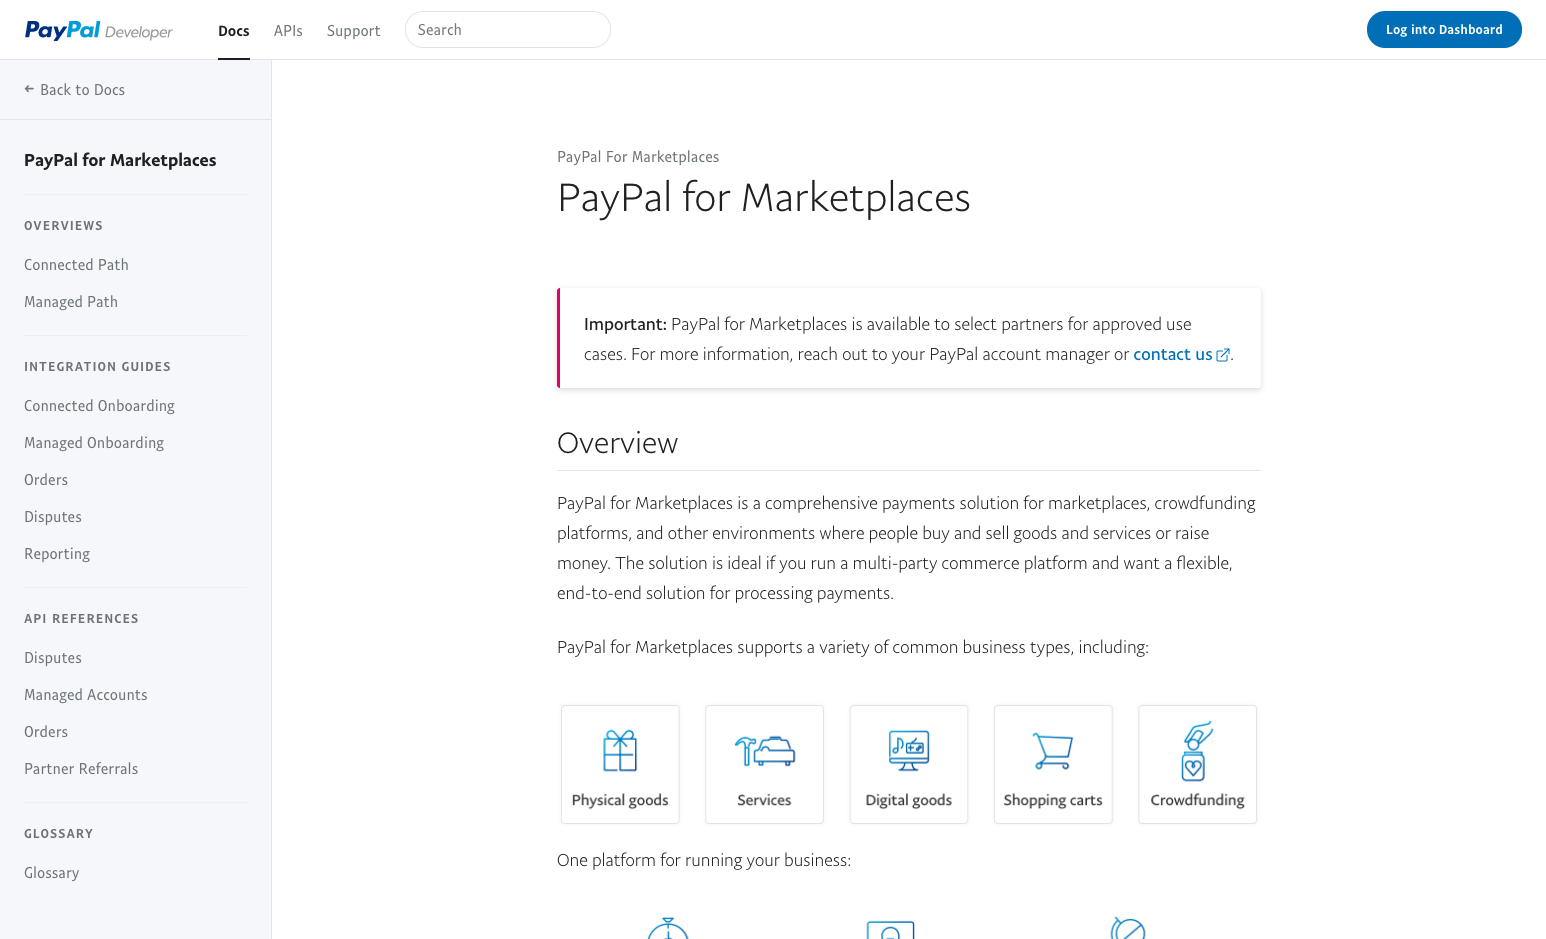 PayPal Developer
Docs
APIs
Support
Search
Log into Dashboard
← Back to Docs
PayPal for Marketplaces
OVERVIEWS
Connected Path
Managed Path
INTEGRATION GUIDES
Connected Onboarding
Managed Onboarding
Orders
Disputes
Reporting
API REFERENCES
Disputes
Managed Accounts
Orders
Partner Referrals
GLOSSARY
Glossary
PayPal For Marketplaces
PayPal for Marketplaces
Important: PayPal for Marketplaces is available to select partners for approved use
cases. For more information, reach out to your PayPal account manager or contact us.
Overview
PayPal for Marketplaces is a comprehensive payments solution for marketplaces, crowdfunding
platforms, and other environments where people buy and sell goods and services or raise
money. The solution is ideal if you run a multi-party commerce platform and want a flexible,
end-to-end solution for processing payments.
PayPal for Marketplaces supports a variety of common business types, including:
Physical goods
Services
Digital goods
Shopping carts
Crowdfunding
One platform for running your business: